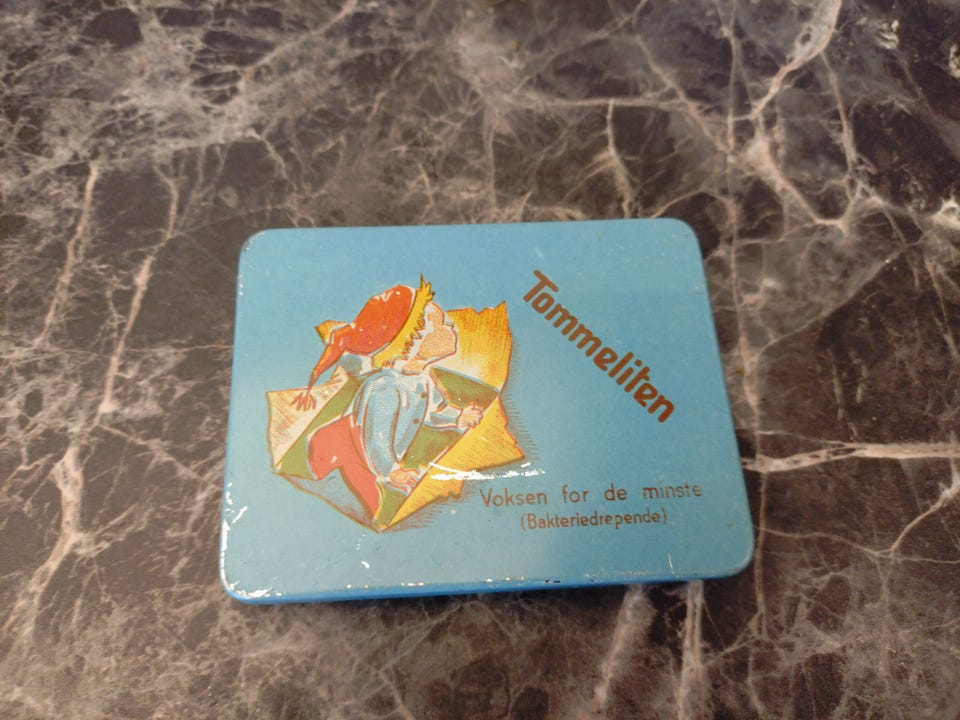 Tommeliten
Voksen for de minste
(Bakteriedrepende)